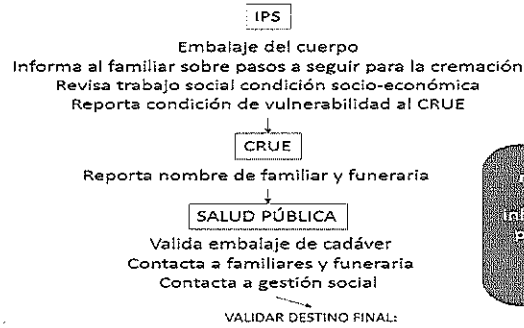 IPS
Embalaje del cuerpo
Informa al familiar sobre pasos a seguir para la cremación
Revisa trabajo social condición socio-económica
Reporta condición de vulnerabilidad al CRUE
CRUE
Reporta nombre de familiar y funeraria
SALUD PÚBLICA
Valida embalaje de cadáver
Contacta a familiares y funeraria
Contacta a gestión social
VALIDAR DESTINO FINAL: